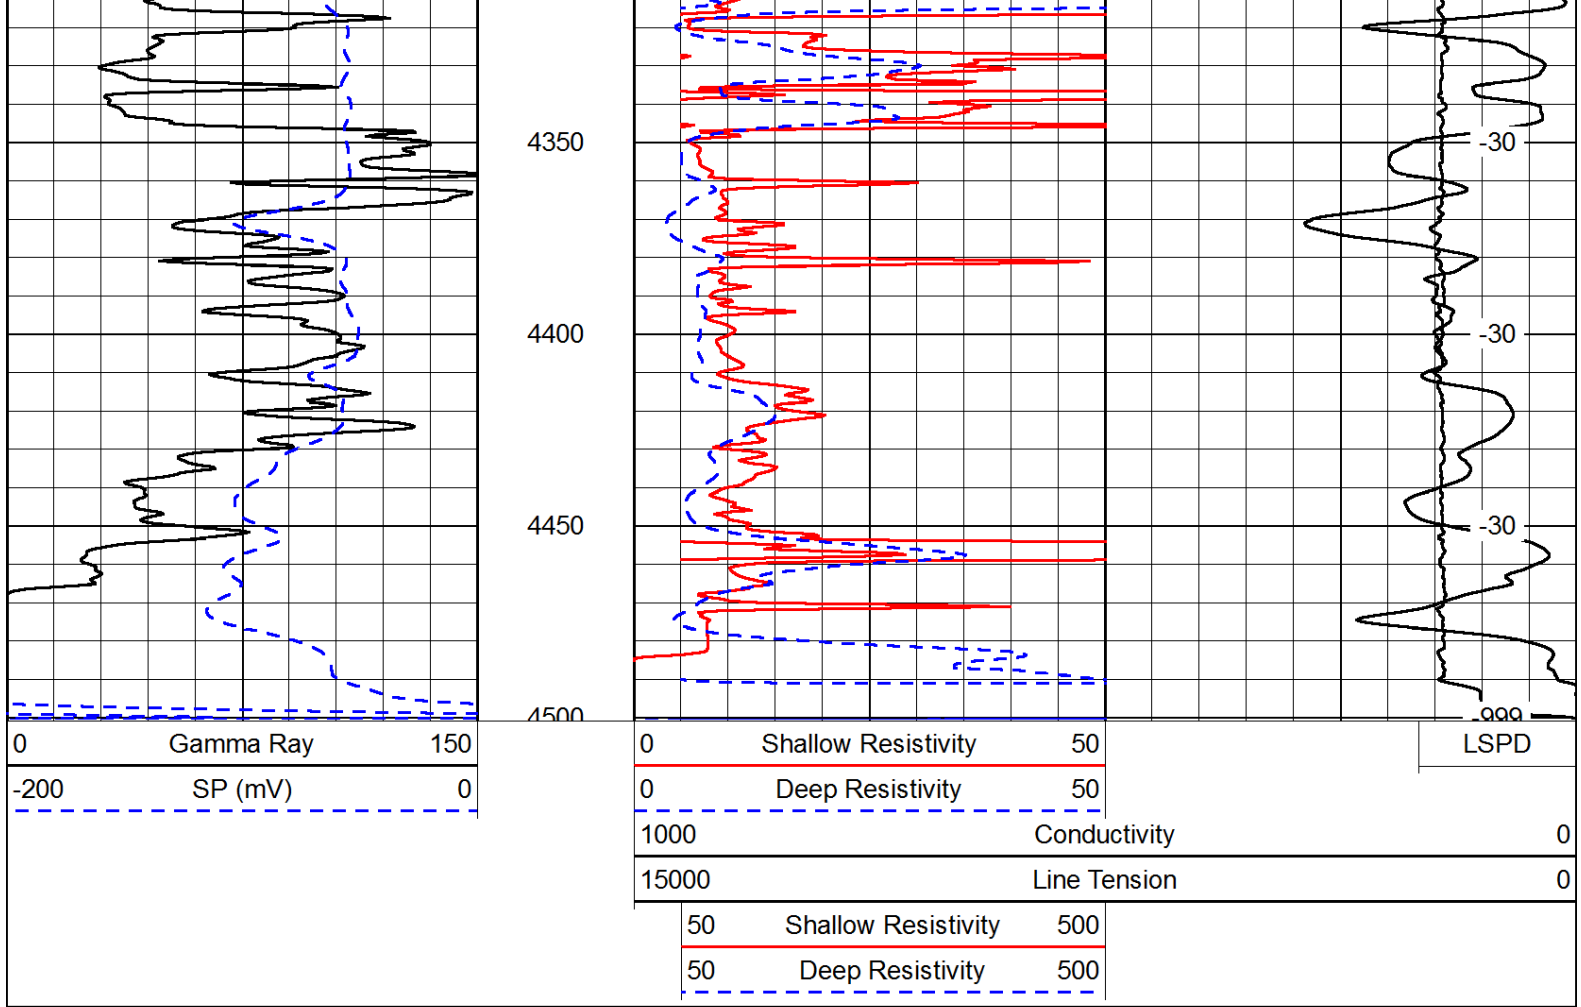 4350
-30
4400
-30
4450
-30
4500
-999
0 Gamma Ray 150
0 Shallow Resistivity 50
LSPD
-200 SP (mV) 0
0 Deep Resistivity 50
1000 Conductivity 0
15000 Line Tension 0
50 Shallow Resistivity 500
50 Deep Resistivity 500